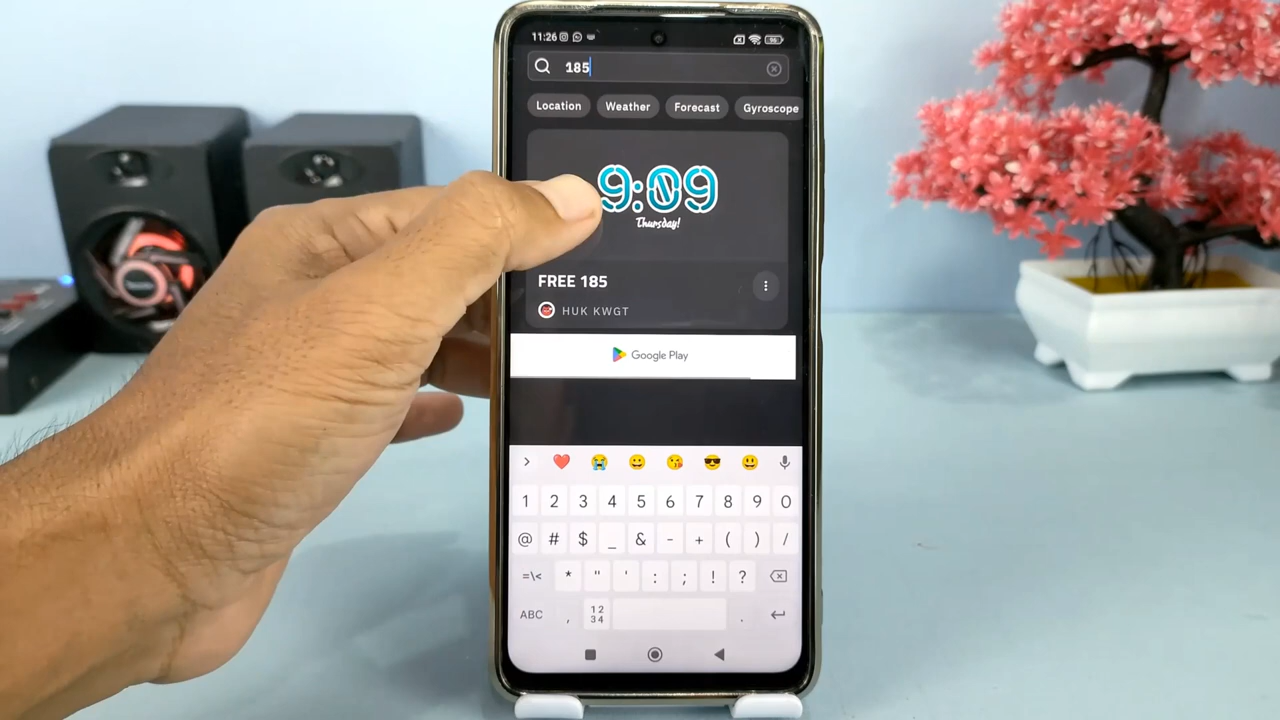 11:26
185
Location Weather Forecast Gyroscope
9:09
Thursday!
FREE 185
HUK KWGT
Google Play
1 2 3 4 5 6 7 8 9 0
@ # $ _ & - + ( ) /
=\< * " ' : ; ! ?
ABC , 12 34 .